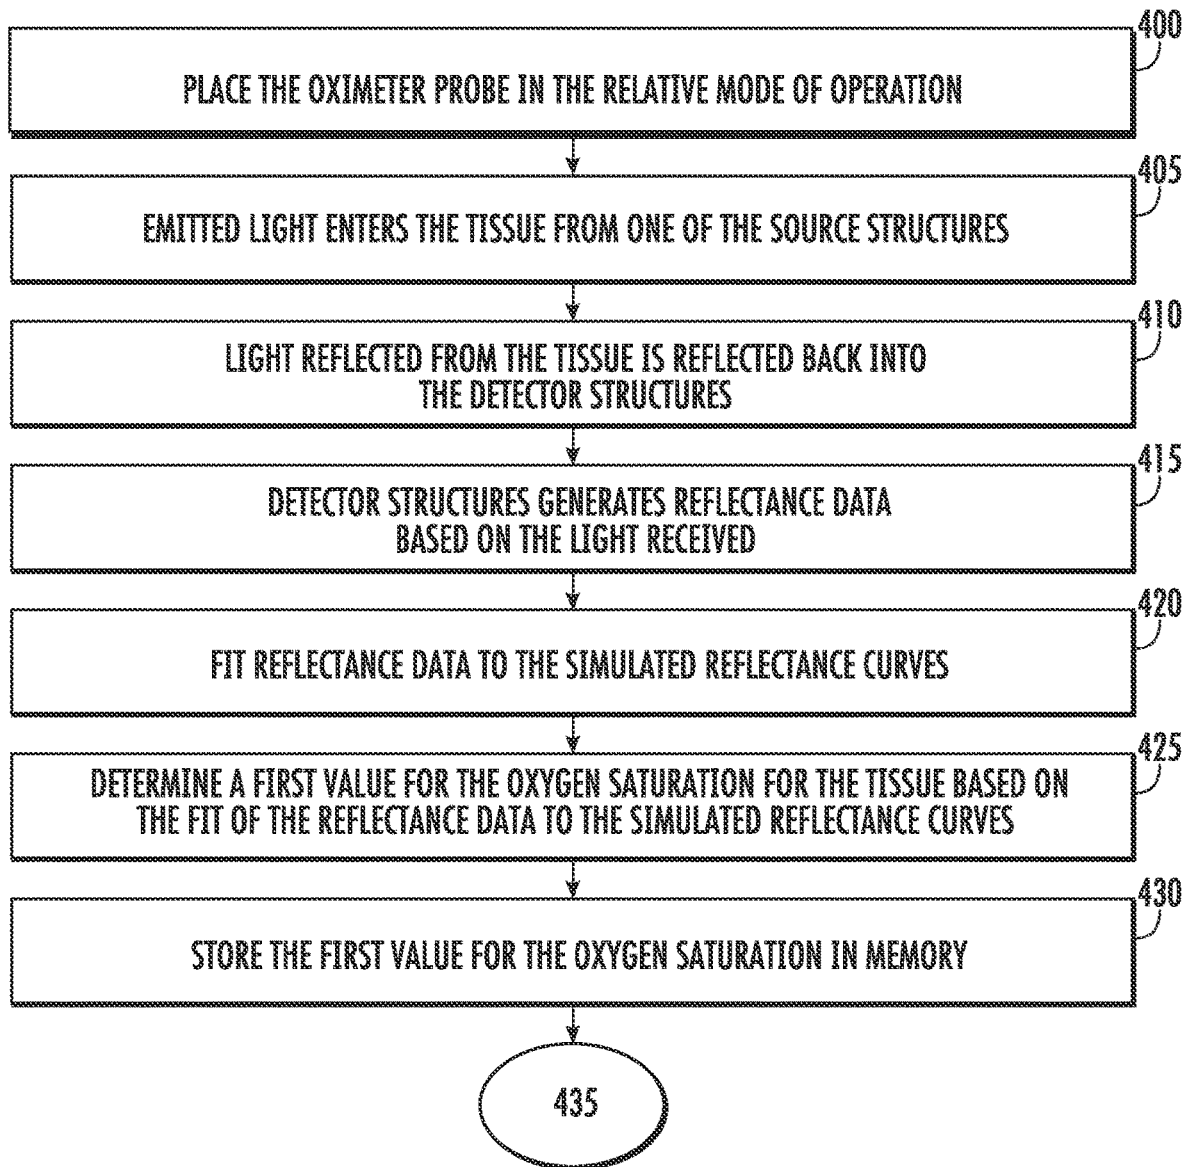 400
PLACE THE OXIMETER PROBE IN THE RELATIVE MODE OF OPERATION
405
EMITTED LIGHT ENTERS THE TISSUE FROM ONE OF THE SOURCE STRUCTURES
410
LIGHT REFLECTED FROM THE TISSUE IS REFLECTED BACK INTO
THE DETECTOR STRUCTURES
415
DETECTOR STRUCTURES GENERATES REFLECTANCE DATA
BASED ON THE LIGHT RECEIVED
420
FIT REFLECTANCE DATA TO THE SIMULATED REFLECTANCE CURVES
425
DETERMINE A FIRST VALUE FOR THE OXYGEN SATURATION FOR THE TISSUE BASED ON
THE FIT OF THE REFLECTANCE DATA TO THE SIMULATED REFLECTANCE CURVES
430
STORE THE FIRST VALUE FOR THE OXYGEN SATURATION IN MEMORY
435